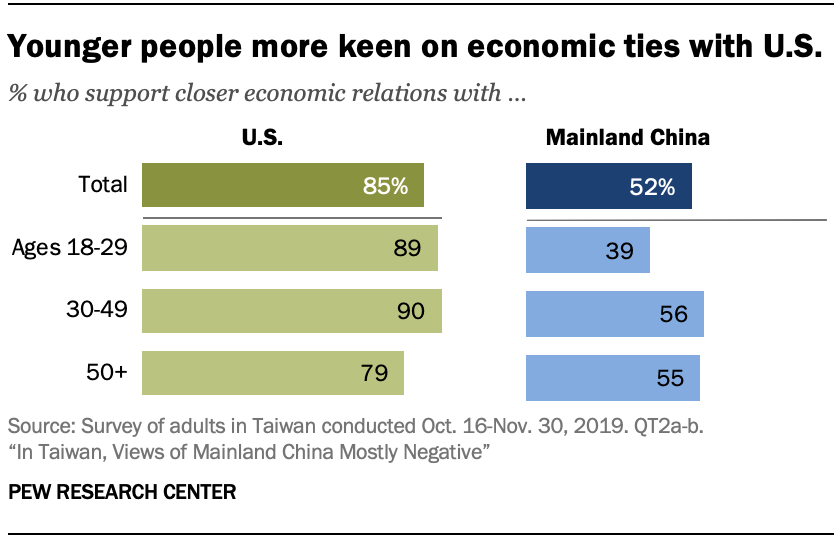 Younger people more keen on economic ties with U.S.
% who support closer economic relations with ...
U.S. Mainland China
Total 85% 52%
Ages 18-29 89 39
30-49 90 56
50+ 79 55
Source: Survey of adults in Taiwan conducted Oct. 16-Nov. 30, 2019. QT2a-b.
“In Taiwan, Views of Mainland China Mostly Negative”
PEW RESEARCH CENTER